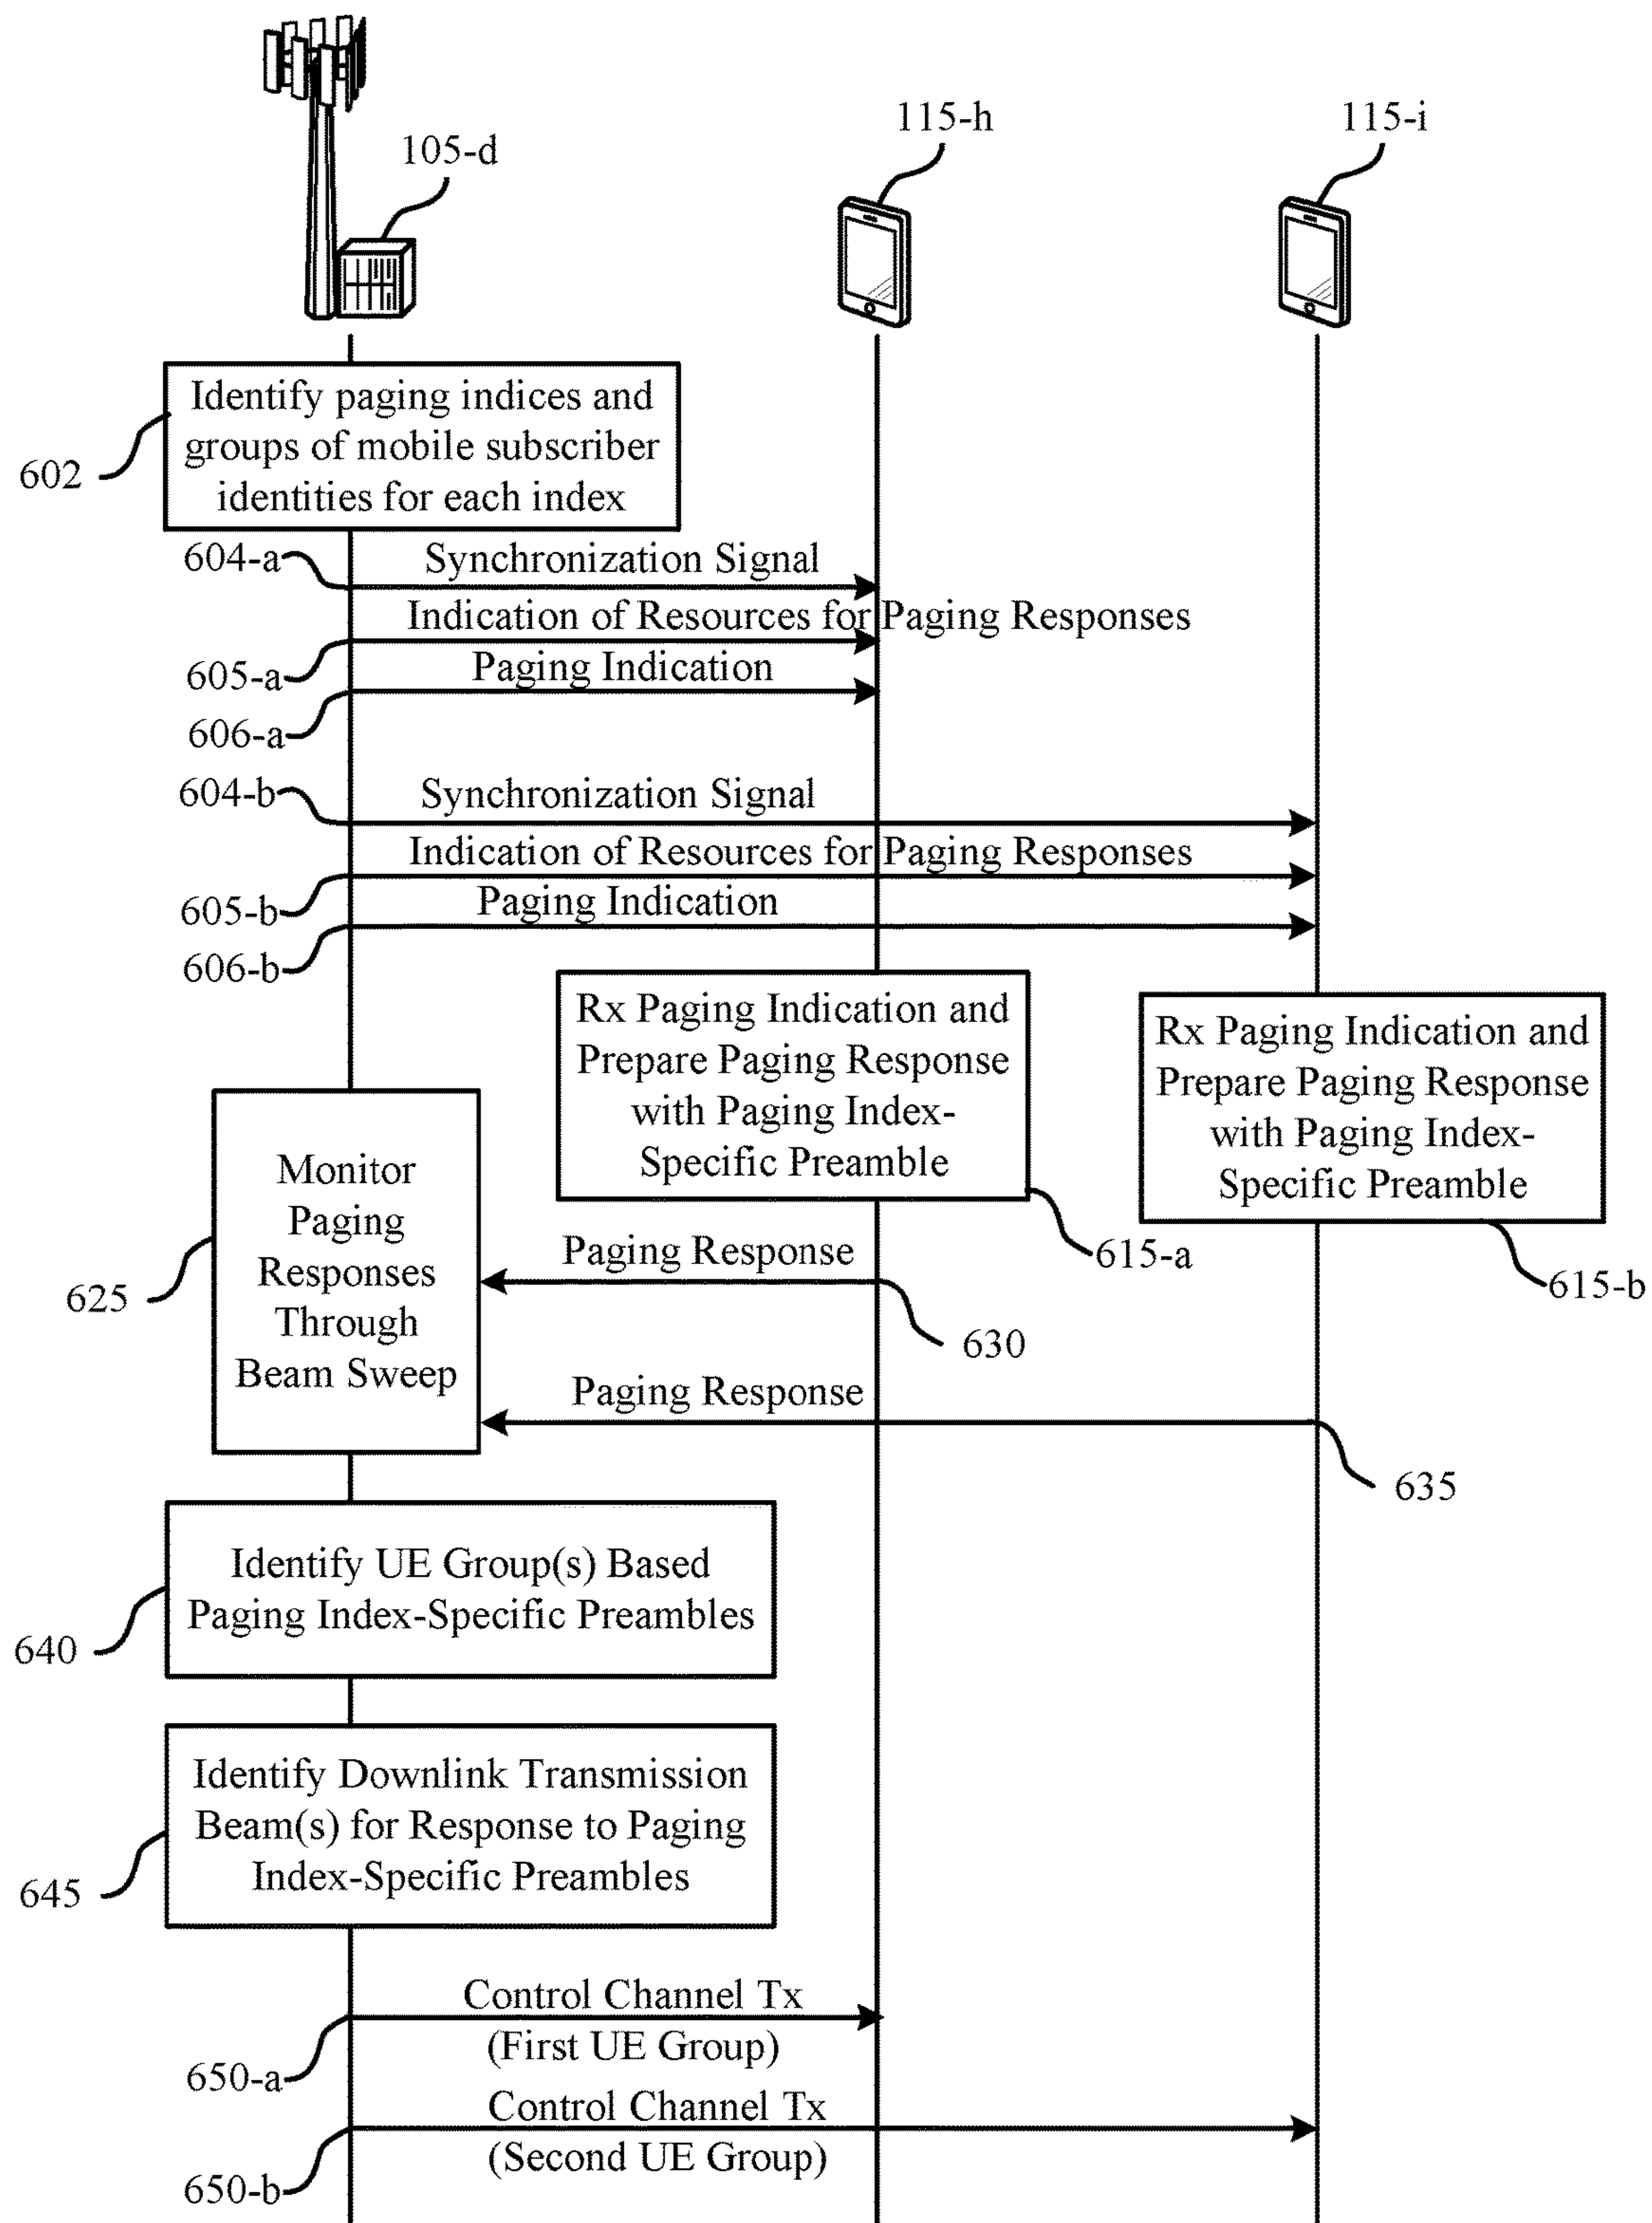 105-d
115-h
115-i
Identify paging indices and
groups of mobile subscriber
identities for each index
602
604-a
Synchronization Signal
Indication of Resources for Paging Responses
605-a
Paging Indication
606-a
604-b
Synchronization Signal
Indication of Resources for Paging Responses
605-b
Paging Indication
606-b
Rx Paging Indication and
Prepare Paging Response
with Paging Index-
Specific Preamble
615-a
Rx Paging Indication and
Prepare Paging Response
with Paging Index-
Specific Preamble
615-b
Monitor
Paging
Responses
Through
Beam Sweep
625
Paging Response
630
Paging Response
635
Identify UE Group(s) Based
Paging Index-Specific Preambles
640
Identify Downlink Transmission
Beam(s) for Response to Paging
Index-Specific Preambles
645
Control Channel Tx
(First UE Group)
650-a
Control Channel Tx
(Second UE Group)
650-b